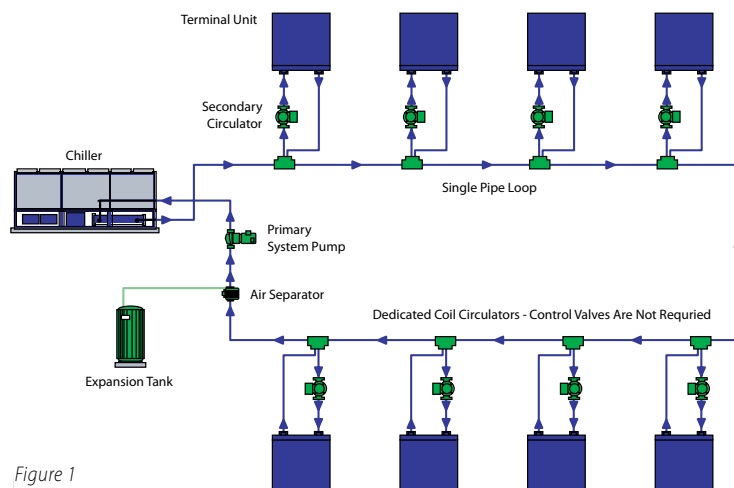 Terminal Unit
Secondary
Circulator
Chiller
Single Pipe Loop
Primary
System Pump
Air Separator
Dedicated Coil Circulators - Control Valves Are Not Requried
Expansion Tank
Figure 1